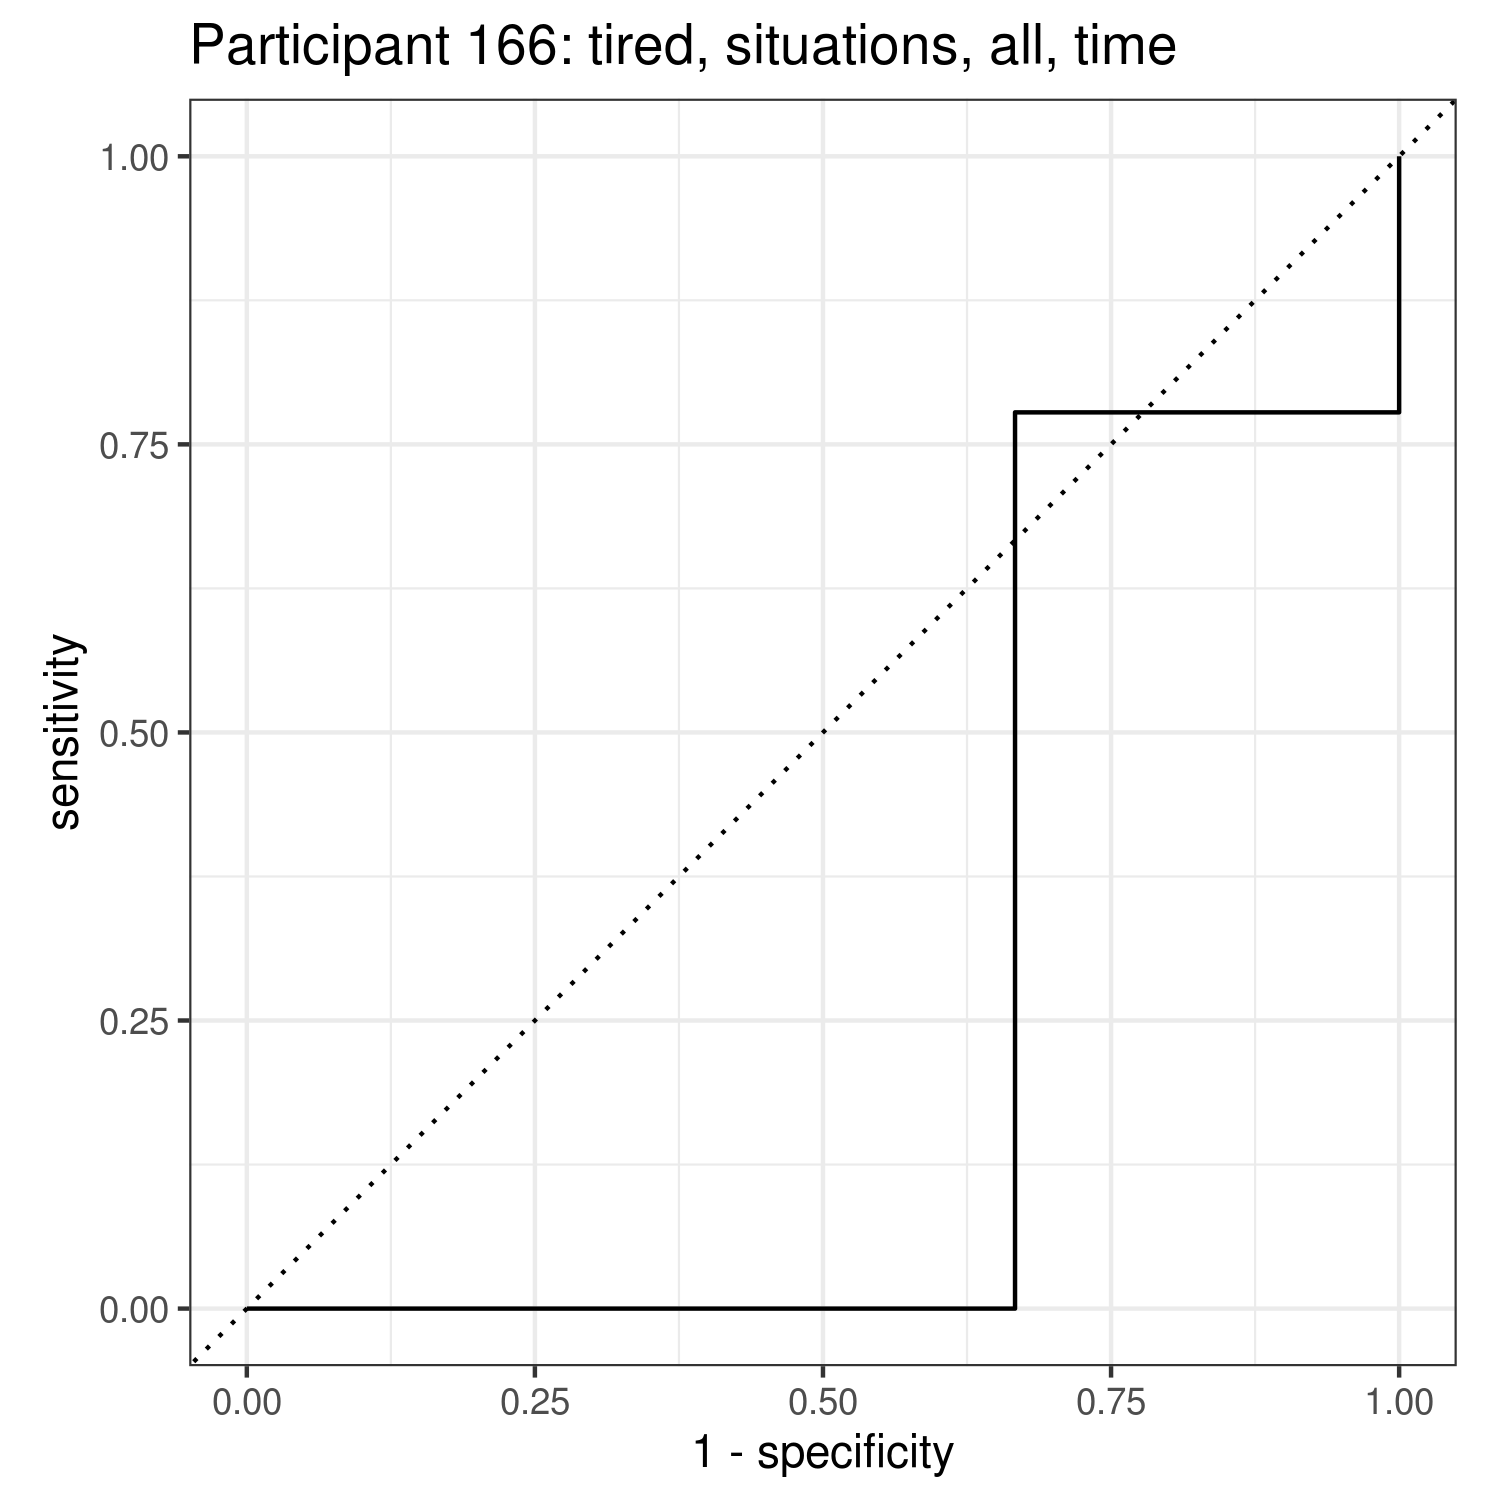 Participant 166: tired, situations, all, time
1.00
0.75
0.50
0.25
0.00
sensitivity
0.00 0.25 0.50 0.75 1.00
1 - specificity